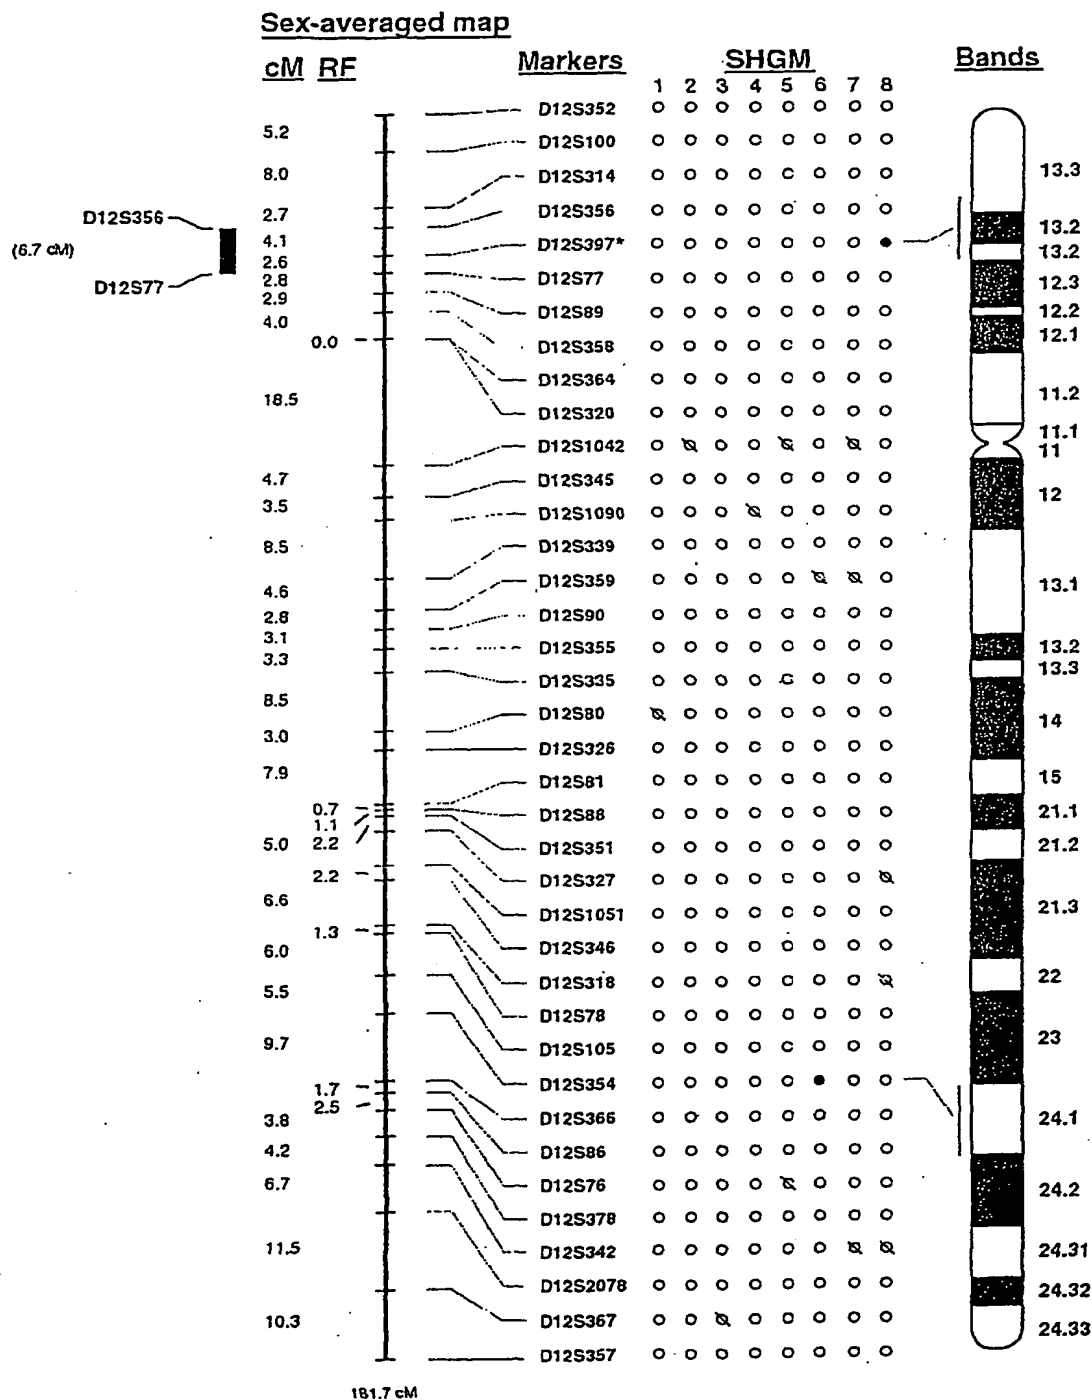 Sex-averaged map
cM RF Markers SHGM Bands
1 2 3 4 5 6 7 8
D12S352
5.2
D12S100
8.0
D12S314
13.3
2.7
D12S356
D12S356
13.2
4.1
D12S397*
(6.7 cM)
13.2
2.6
D12S77
2.8
D12S77
12.3
2.9
D12S89
12.2
4.0
12.1
0.0
D12S358
D12S364
18.5
11.2
D12S320
11.1
D12S1042
11
4.7
D12S345
12
3.5
D12S1090
8.5
D12S339
4.6
D12S359
13.1
2.8
D12S90
3.1
D12S355
13.2
3.3
13.3
D12S335
8.5
D12S80
14
3.0
D12S326
7.9
D12S81
15
0.7
D12S88
21.1
1.1
5.0
2.2
D12S351
21.2
2.2
D12S327
6.6
D12S1051
21.3
1.3
D12S346
6.0
D12S318
22
5.5
D12S78
9.7
D12S105
23
D12S354
1.7
2.5
D12S366
24.1
3.8
4.2
D12S86
6.7
D12S76
24.2
D12S378
11.5
D12S342
24.31
D12S2078
24.32
10.3
D12S367
24.33
D12S357
181.7 cM